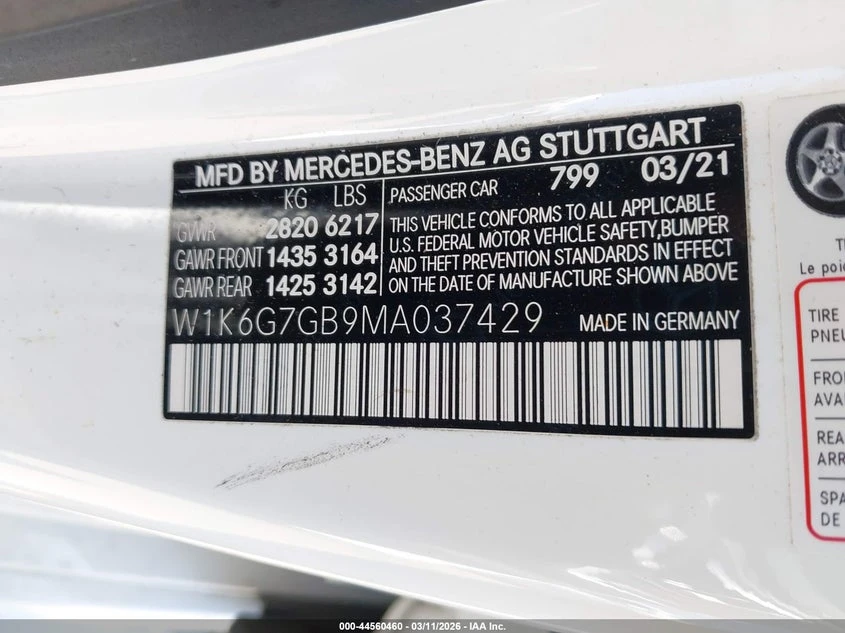 MFD BY MERCEDES-BENZ AG STUTTGART
KG LBS
GVWR 2820 6217
GAWR FRONT 1435 3164
GAWR REAR 1425 3142
PASSENGER CAR 799 03/21
THIS VEHICLE CONFORMS TO ALL APPLICABLE
U.S. FEDERAL MOTOR VEHICLE SAFETY,BUMPER
AND THEFT PREVENTION STANDARDS IN EFFECT
ON THE DATE OF MANUFACTURE SHOWN ABOVE
W1K6G7GB9MA037429 MADE IN GERMANY
Le
TIRE
FRO
REA
ARR
SPA
DE
000-44560460 - 03/11/2026 - IAA Inc.